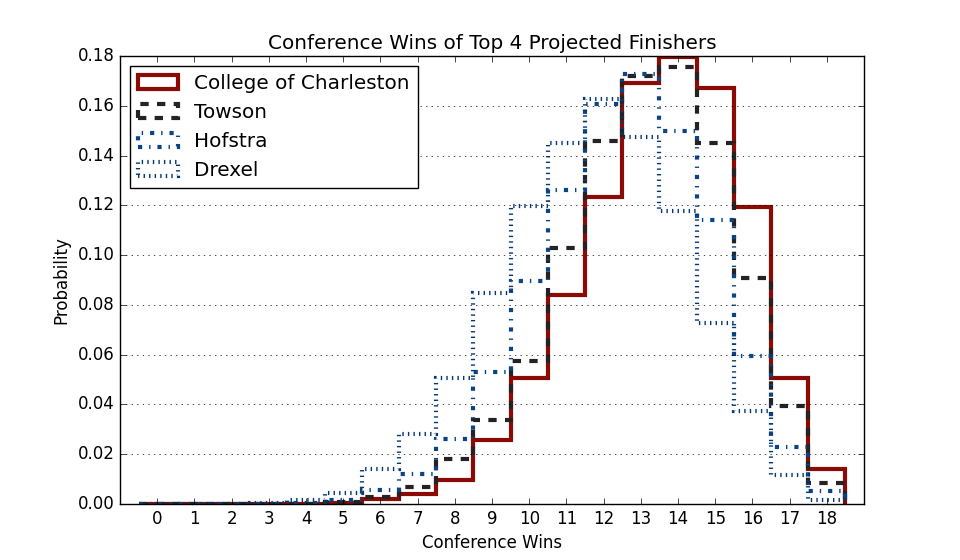 Conference Wins of Top 4 Projected Finishers
College of Charleston
Towson
Hofstra
Drexel
Probability
0.18
0.16
0.14
0.12
0.10
0.08
0.06
0.04
0.02
0.00
0 1 2 3 4 5 6 7 8 9 10 11 12 13 14 15 16 17 18
Conference Wins